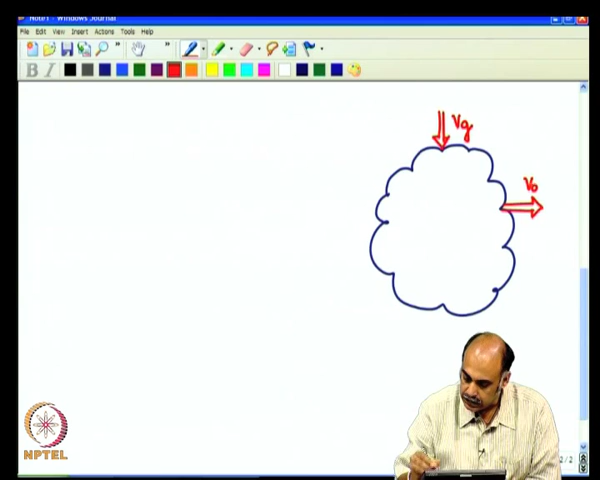 Note1 - Windows Journal
File Edit View Insert Actions Tools Help
B I
Vg
Vo
2/2
NPTEL